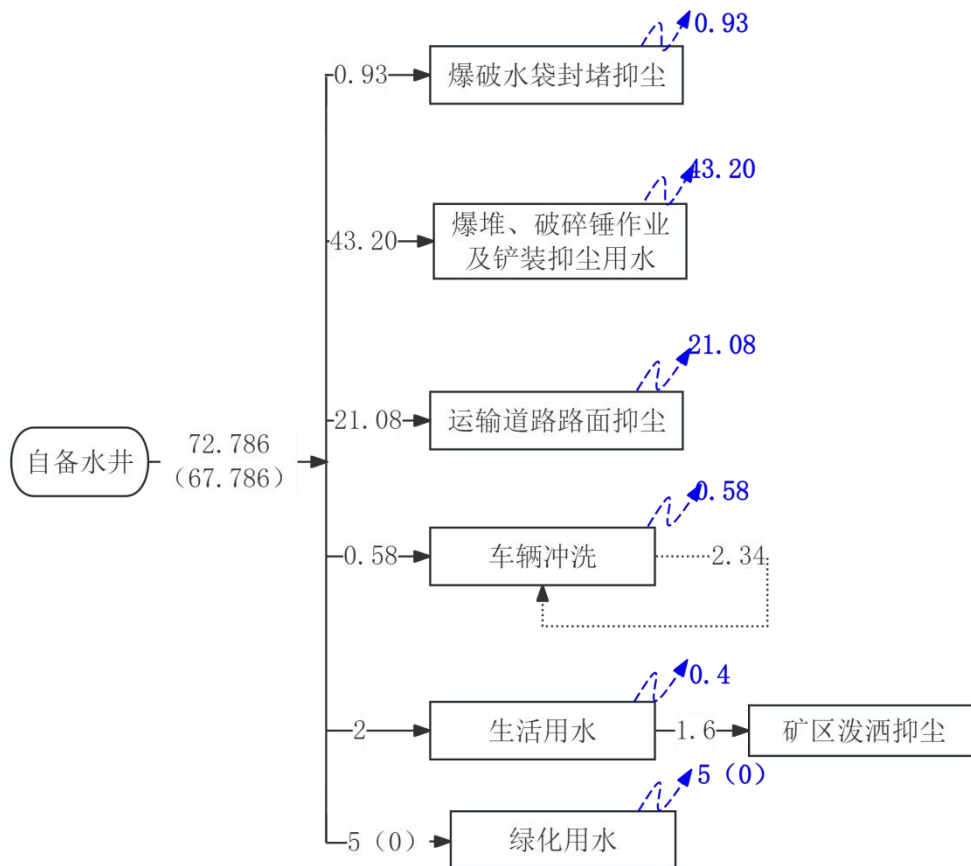 0.93
0.93
爆破水袋封堵抑尘
43.20
43.20
爆堆、破碎锤作业
及铲装抑尘用水
21.08
21.08
运输道路路面抑尘
自备水井
72.786
(67.786)
0.58
0.58
车辆冲洗
2.34
0.4
2
生活用水
1.6
矿区泼洒抑尘
5（0）
5（0）
绿化用水